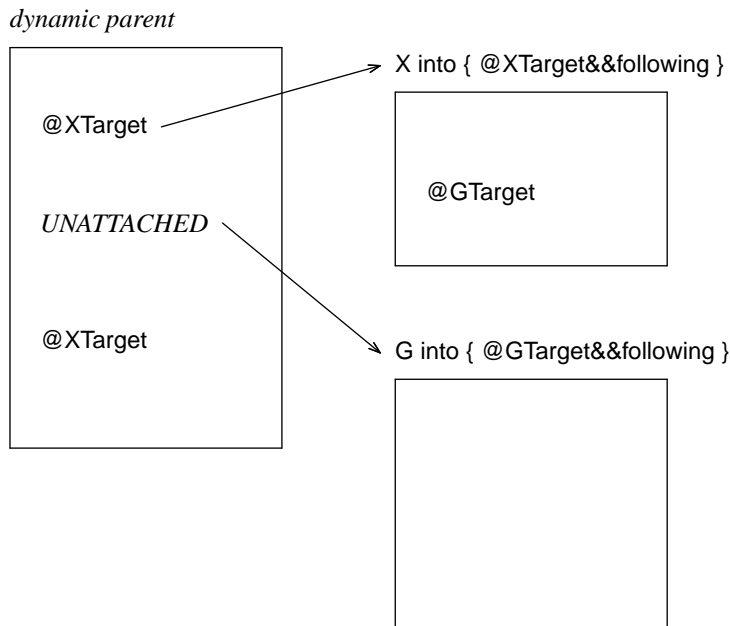 dynamic parent
X into { @XTarget&&following }
@XTarget
@GTarget
UNATTACHED
@XTarget
G into { @GTarget&&following }